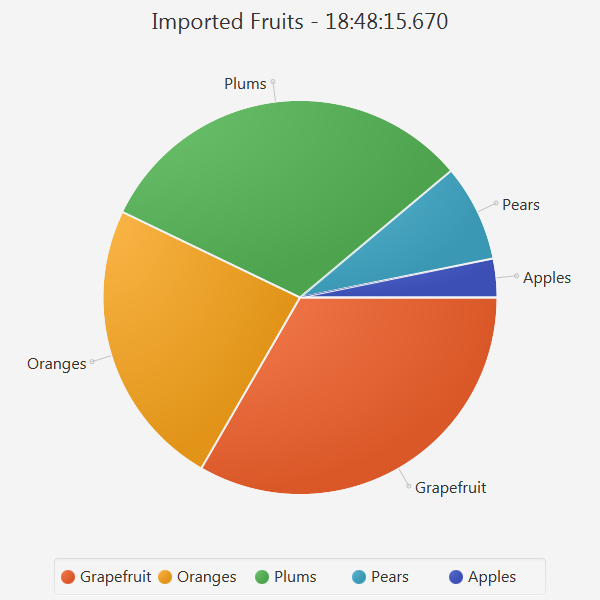 Imported Fruits - 18:48:15.670
Plums
Pears
Apples
Oranges
Grapefruit
Grapefruit Oranges Plums Pears Apples